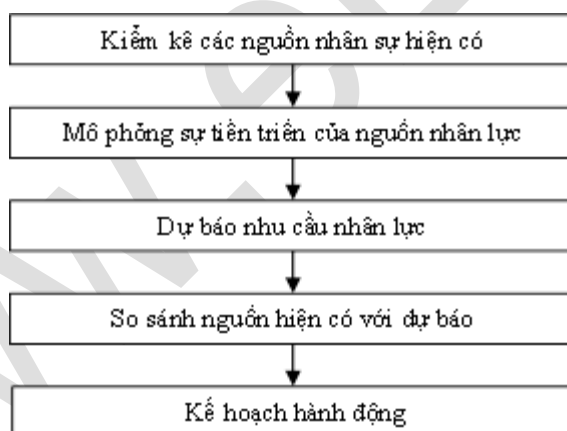 Kiểm kê các nguồn nhân sự hiện có
Mô phỏng sự tiến triển của nguồn nhân lực
Dự báo nhu cầu nhân lực
So sánh nguồn hiện có với dự báo
Kế hoạch hành động